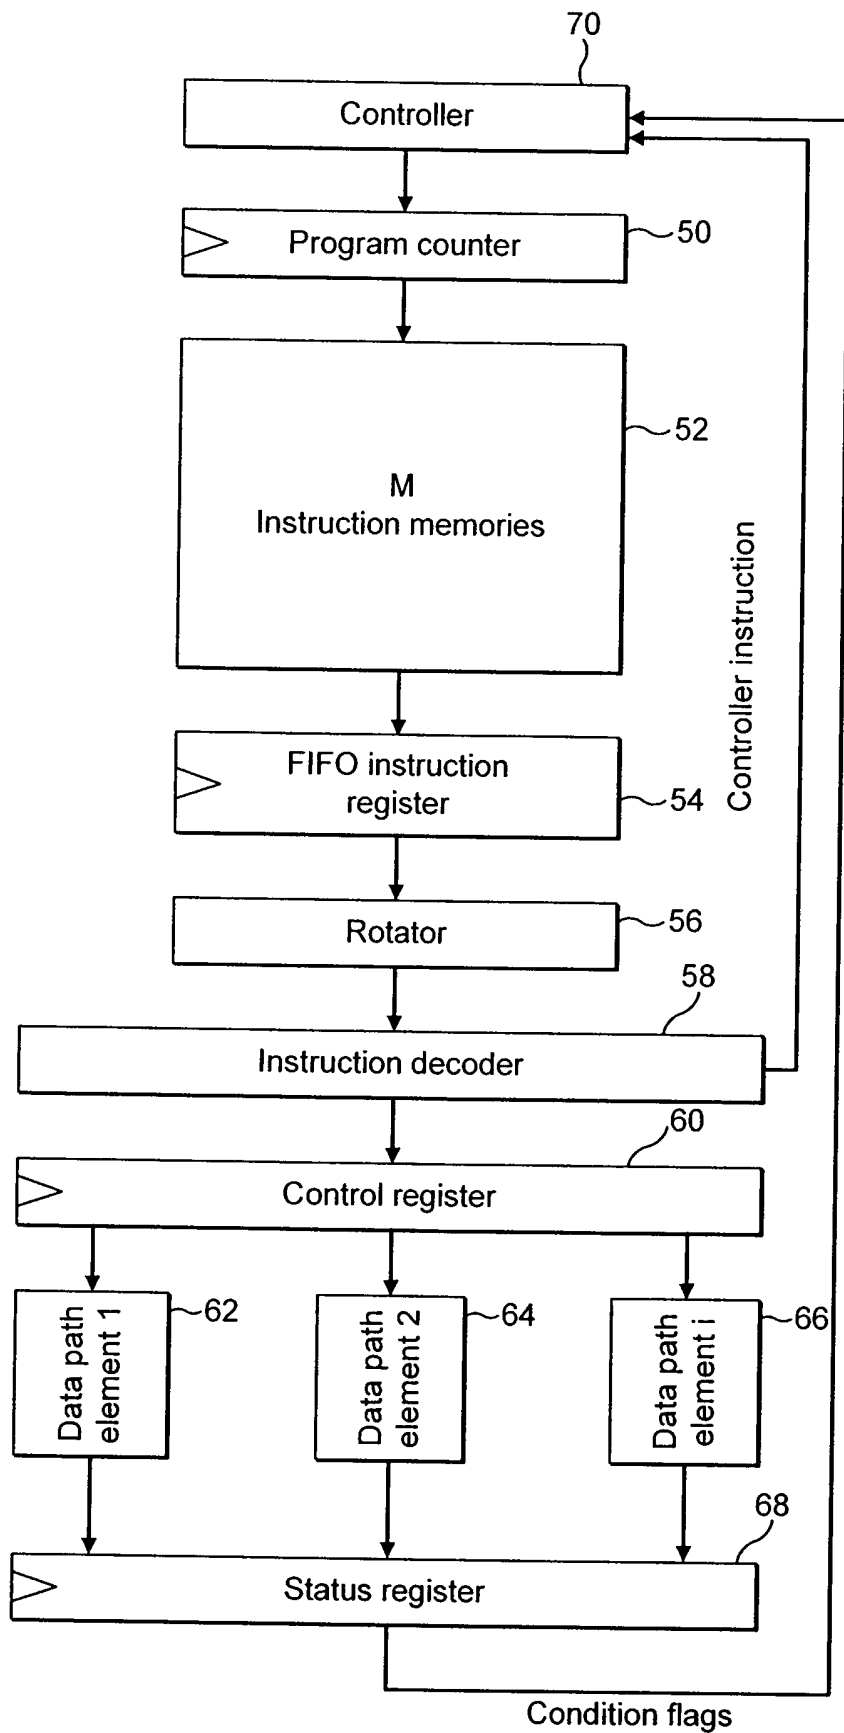 70
Controller
Program counter
50
M
Instruction memories
52
Controller instruction
FIFO instruction
register
54
Rotator
56
58
Instruction decoder
60
Control register
Data path
element 1
62
Data path
element 2
64
Data path
element i
66
68
Status register
Condition flags